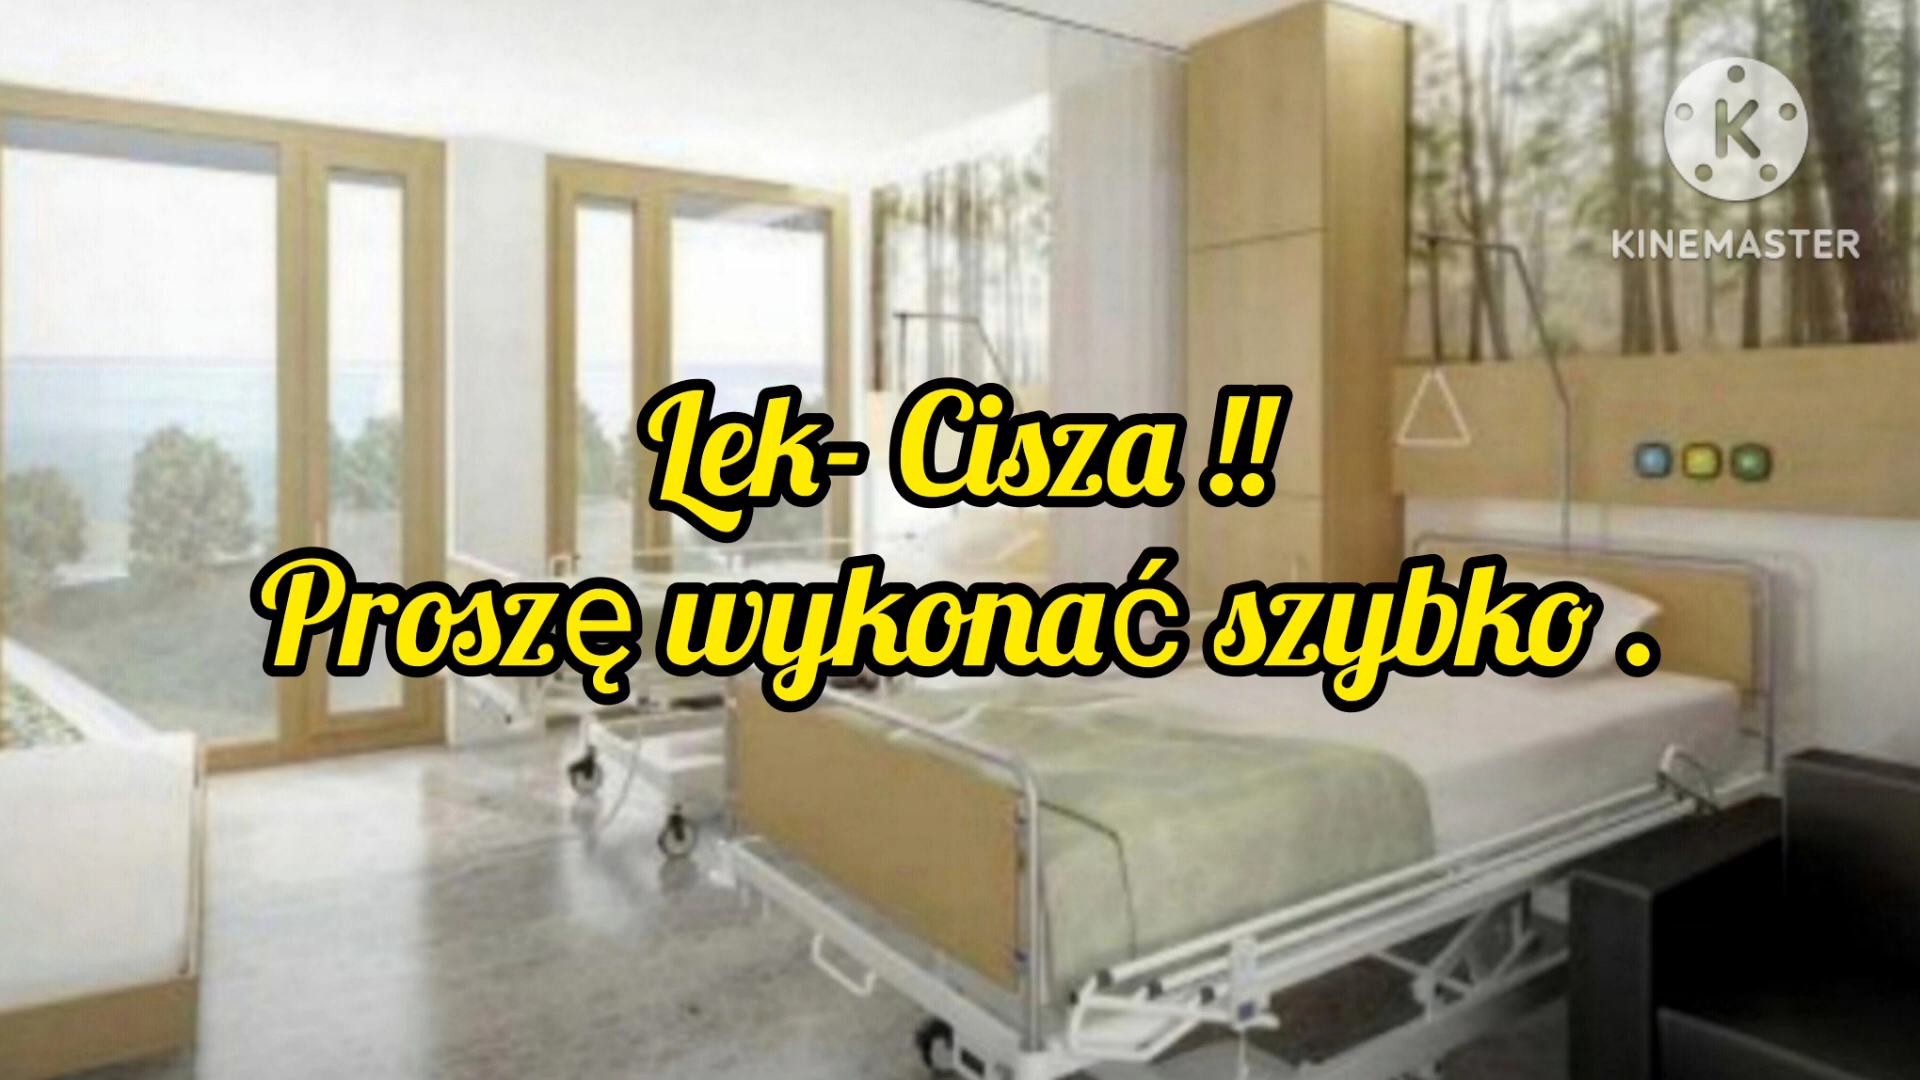 K
KINEMASTER
Lek- Cisza !!
Proszę wykonać szybko .